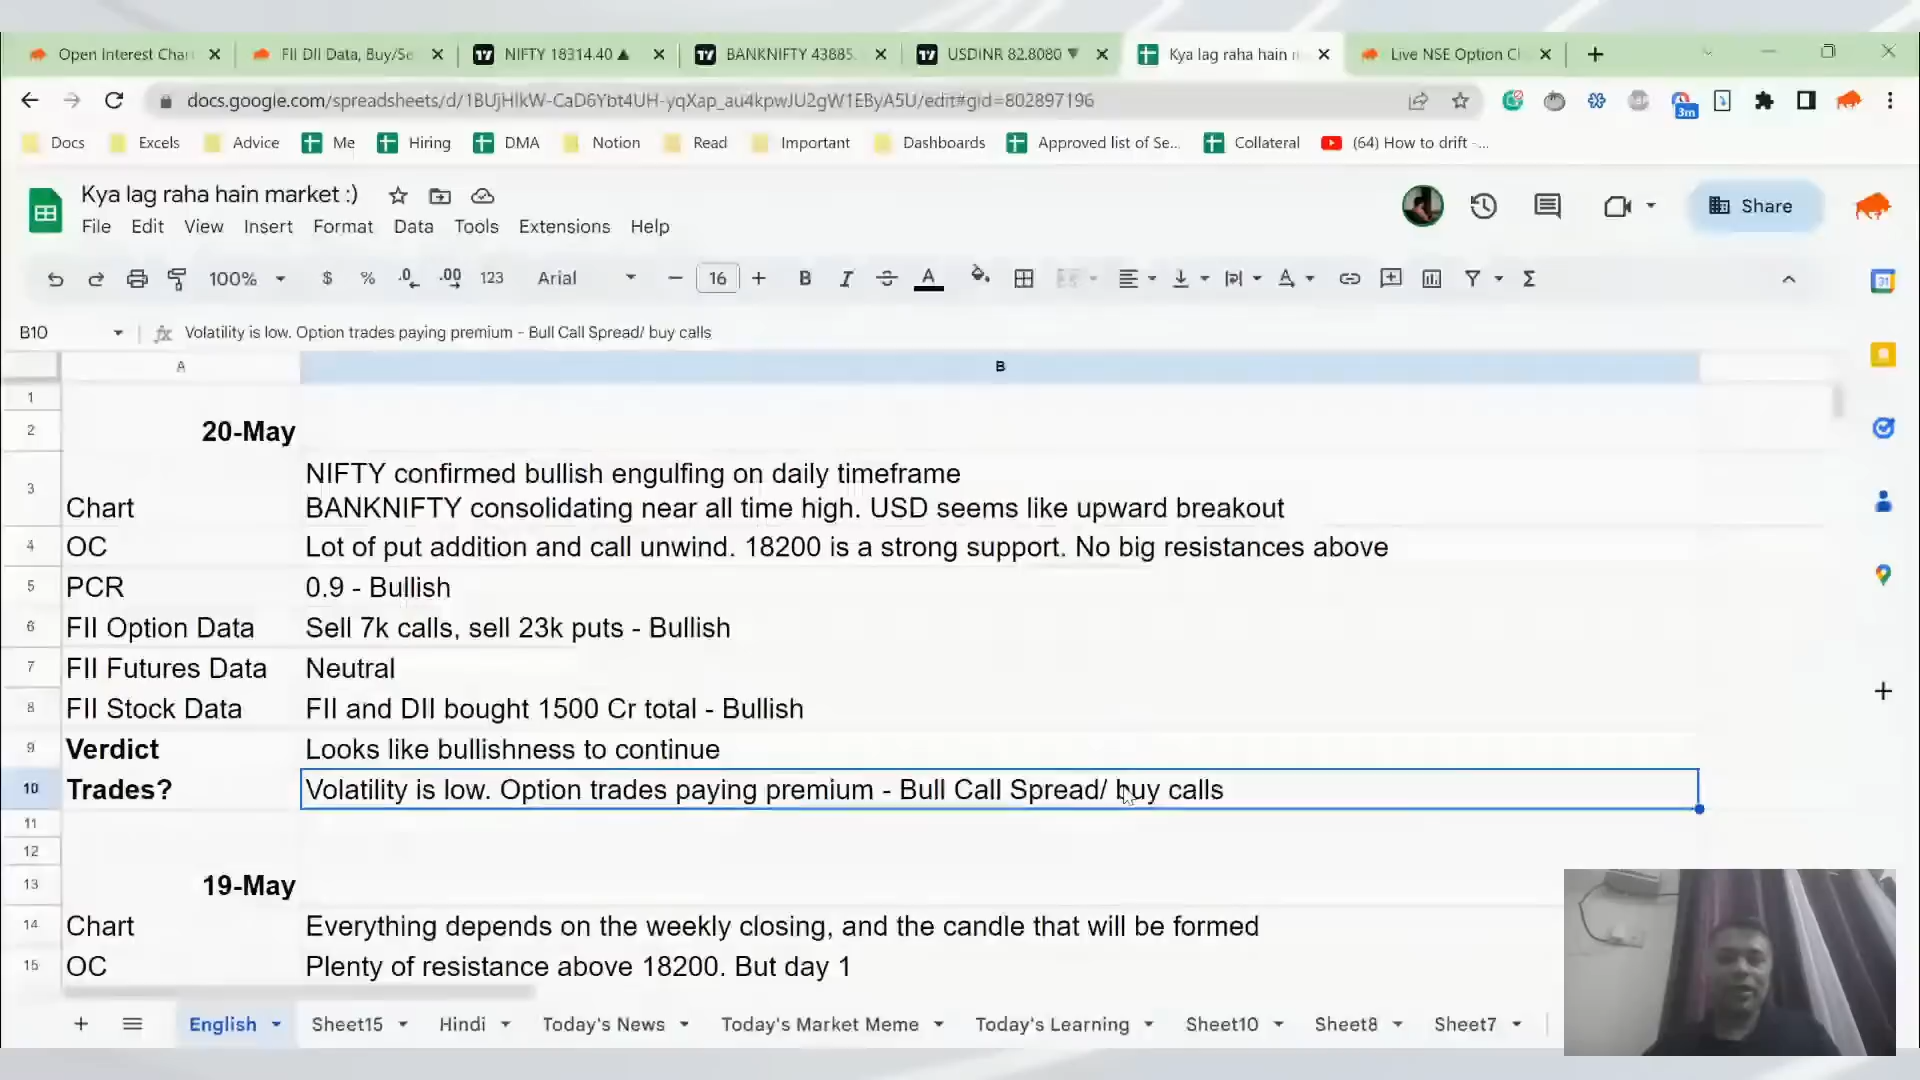 Open Interest Chart
FII DII Data, Buy/Se
NIFTY 18314.40 ▲
BANKNIFTY 43885.
USDINR 82.8080 ▼
Kya lag raha hain m
Live NSE Option C
docs.google.com/spreadsheets/d/1BUjHlkW-CaD6Ybt4UH-yqXap_au4kpwJU2gW1EByA5U/edit#gid=802897196
3m
Docs
Excels
Advice
Me
Hiring
DMA
Notion
Read
Important
Dashboards
Approved list of Se...
Collateral
(64) How to drift -...
Kya lag raha hain market :)
Share
File Edit View Insert Format Data Tools Extensions Help
100% $ % .0 .00 123 Arial 16 B I A Σ
31
B10 fx Volatility is low. Option trades paying premium - Bull Call Spread/ buy calls
A B
1
2 20-May
NIFTY confirmed bullish engulfing on daily timeframe
3 Chart BANKNIFTY consolidating near all time high. USD seems like upward breakout
4 OC Lot of put addition and call unwind. 18200 is a strong support. No big resistances above
5 PCR 0.9 - Bullish
6 FII Option Data Sell 7k calls, sell 23k puts - Bullish
7 FII Futures Data Neutral
8 FII Stock Data FII and DII bought 1500 Cr total - Bullish
9 Verdict Looks like bullishness to continue
10 Trades? Volatility is low. Option trades paying premium - Bull Call Spread/ buy calls
11
12
13 19-May
14 Chart Everything depends on the weekly closing, and the candle that will be formed
15 OC Plenty of resistance above 18200. But day 1
English Sheet15 Hindi Today's News Today's Market Meme Today's Learning Sheet10 Sheet8 Sheet7